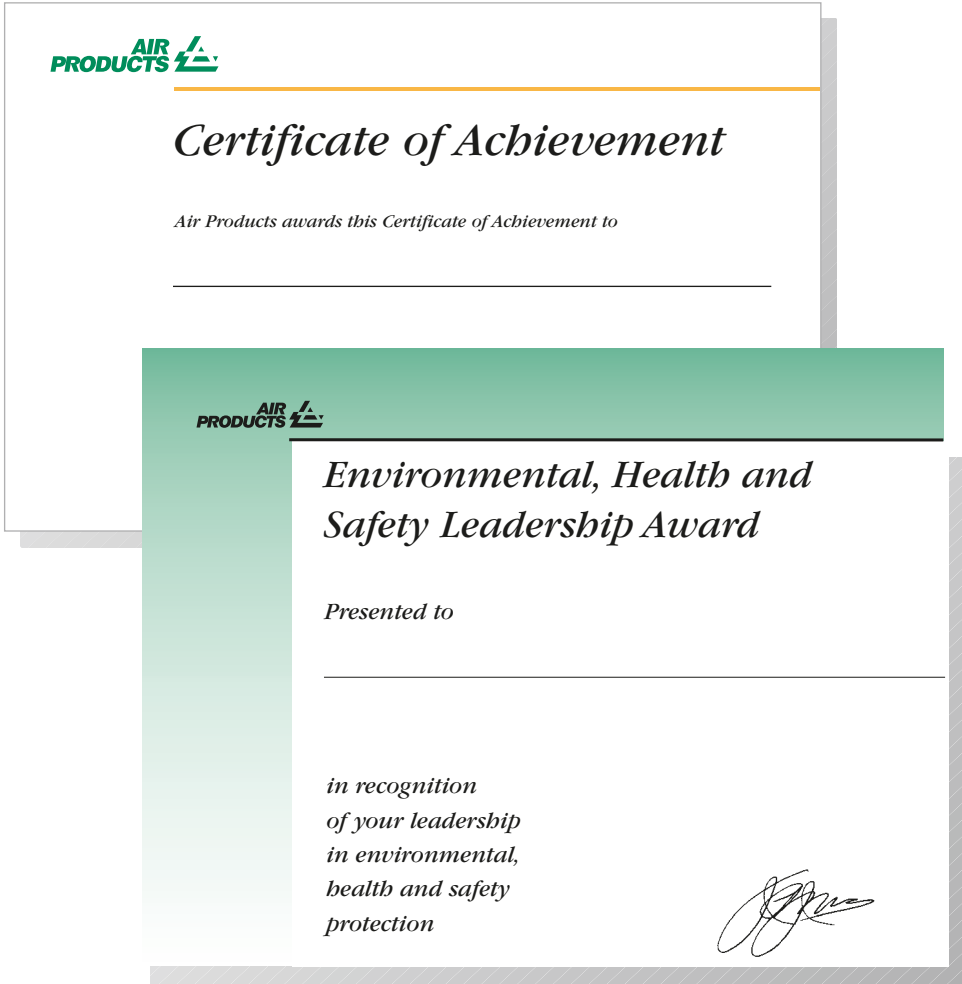 AIR
PRODUCTS
Certificate of Achievement
Air Products awards this Certificate of Achievement to
AIR
PRODUCTS
Environmental, Health and
Safety Leadership Award
Presented to
in recognition
of your leadership
in environmental,
health and safety
protection